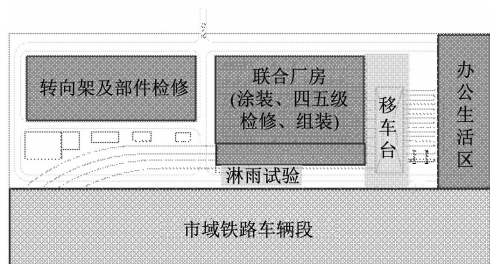 转向架及部件检修
联合厂房
(涂装、四五级
检修、组装)
移车台
办公生活区
淋雨试验
市域铁路车辆段